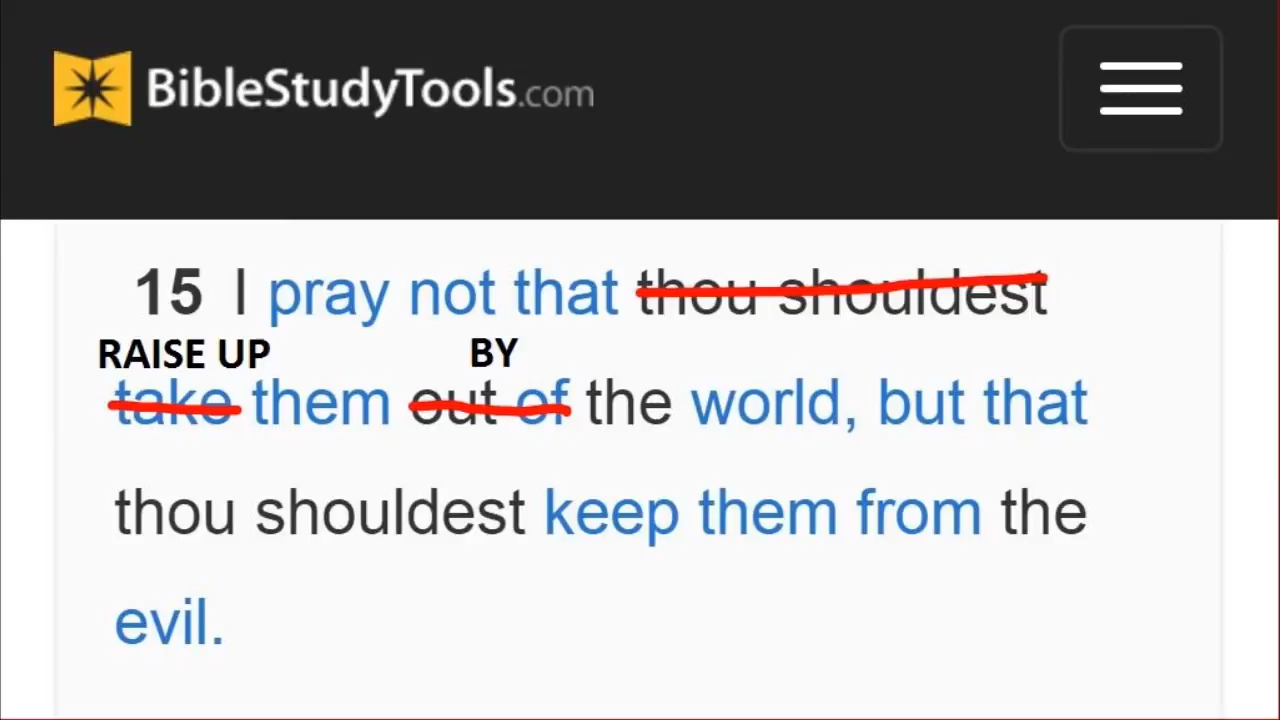 BibleStudyTools.com
15 I pray not that thou shouldest
RAISE UP BY
take them out of the world, but that
thou shouldest keep them from the
evil.